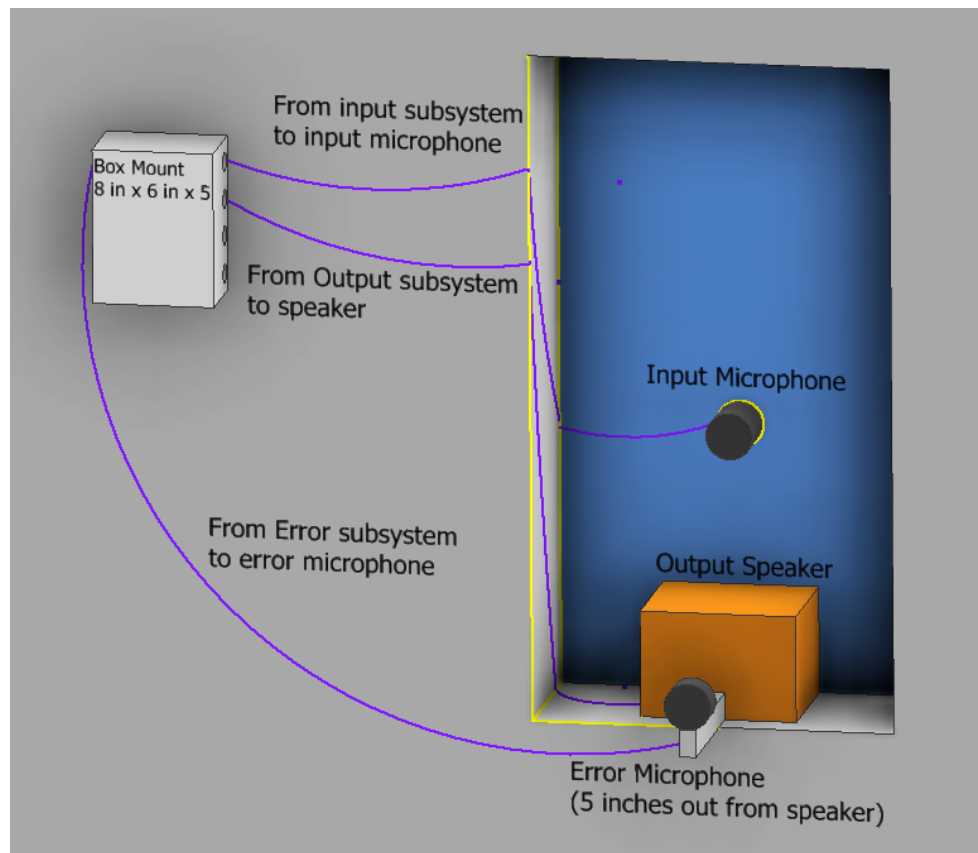 From input subsystem
to input microphone
Box Mount
8 in x 6 in x 5
From Output subsystem
to speaker
Input Microphone
From Error subsystem
to error microphone
Output Speaker
Error Microphone
(5 inches out from speaker)